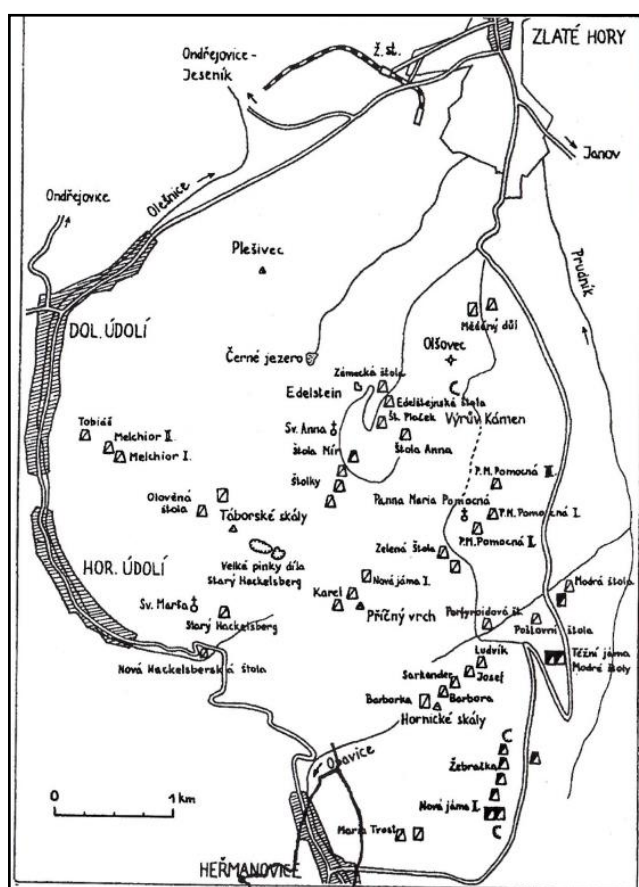 ZLATÉ HORY
Ondřejovice-
Jeseník
ž. st.
Janov
Olešnice
Ondřejovice
Prudník
Plešivec
DOL. ÚDOLÍ
Měděný důl
Olšovec
Černé jezero
Zámecká štola
Edelstein
Edelštejnská štola
Št. Plaček
Výrův Kámen
Sv. Anna
Štola Anna
Štola Mír
Tobiáš
Melchior II.
Melchior I.
Štolky
P.M. Pomocná III.
Olověná
štola
Panna Maria Pomocná
P.M. Pomocná I.
Táborské skály
P.M. Pomocná II.
Zelená štola
Velké pinky díla
Starý Hackelsberg
HOR. ÚDOLÍ
Nová jáma I.
Modrá štola
Karel
Sv. Marta
Příčný vrch
Starý Hackelsberg
Porfyroidová št.
Poštovní štola
Nová Hackelsberská štola
Ludvík
Těžní jáma
Modré štoly
Sarkander
Josef
Barborka
Barbora
Hornické skály
Opavice
Žebračka
0 1 km
Nová jáma II.
Maria Trost
HEŘMANOVICE